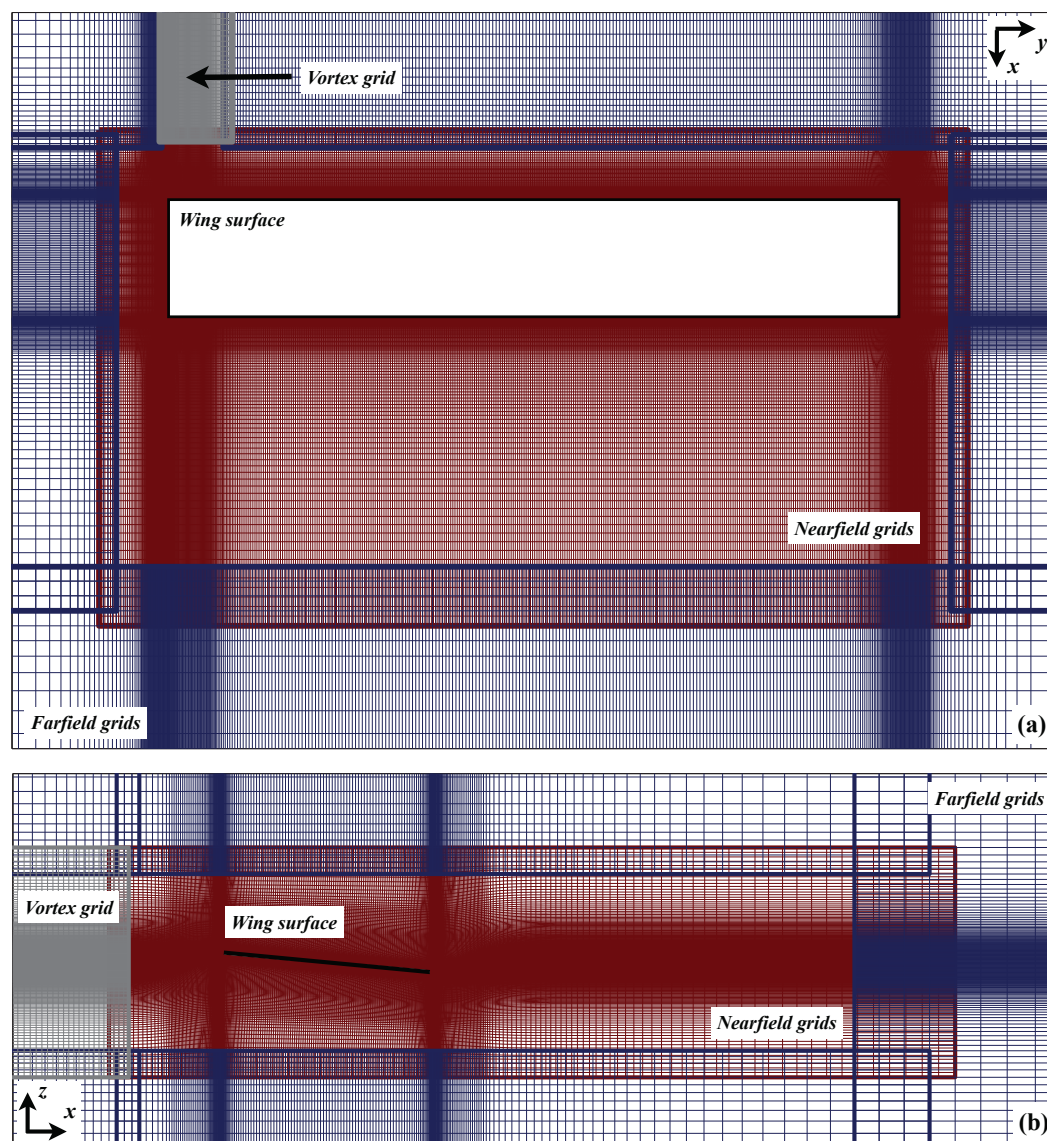 Vortex grid
y
x
Wing surface
Nearfield grids
Farfield grids
(a)
Farfield grids
Vortex grid
Wing surface
Nearfield grids
z
x
(b)